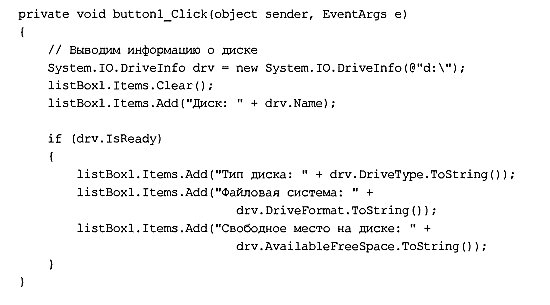 private void button1_Click(object sender, EventArgs e)
{
// Выводим информацию о диске
System.IO.DriveInfo drv = new System.IO.DriveInfo(@"d:\");
listBox1.Items.Clear();
listBox1.Items.Add("Диск: " + drv.Name);
if (drv.IsReady)
{
listBox1.Items.Add("Тип диска: " + drv.DriveType.ToString());
listBox1.Items.Add("Файловая система: " +
drv.DriveFormat.ToString());
listBox1.Items.Add("Свободное место на диске: " +
drv.AvailableFreeSpace.ToString());
}
}